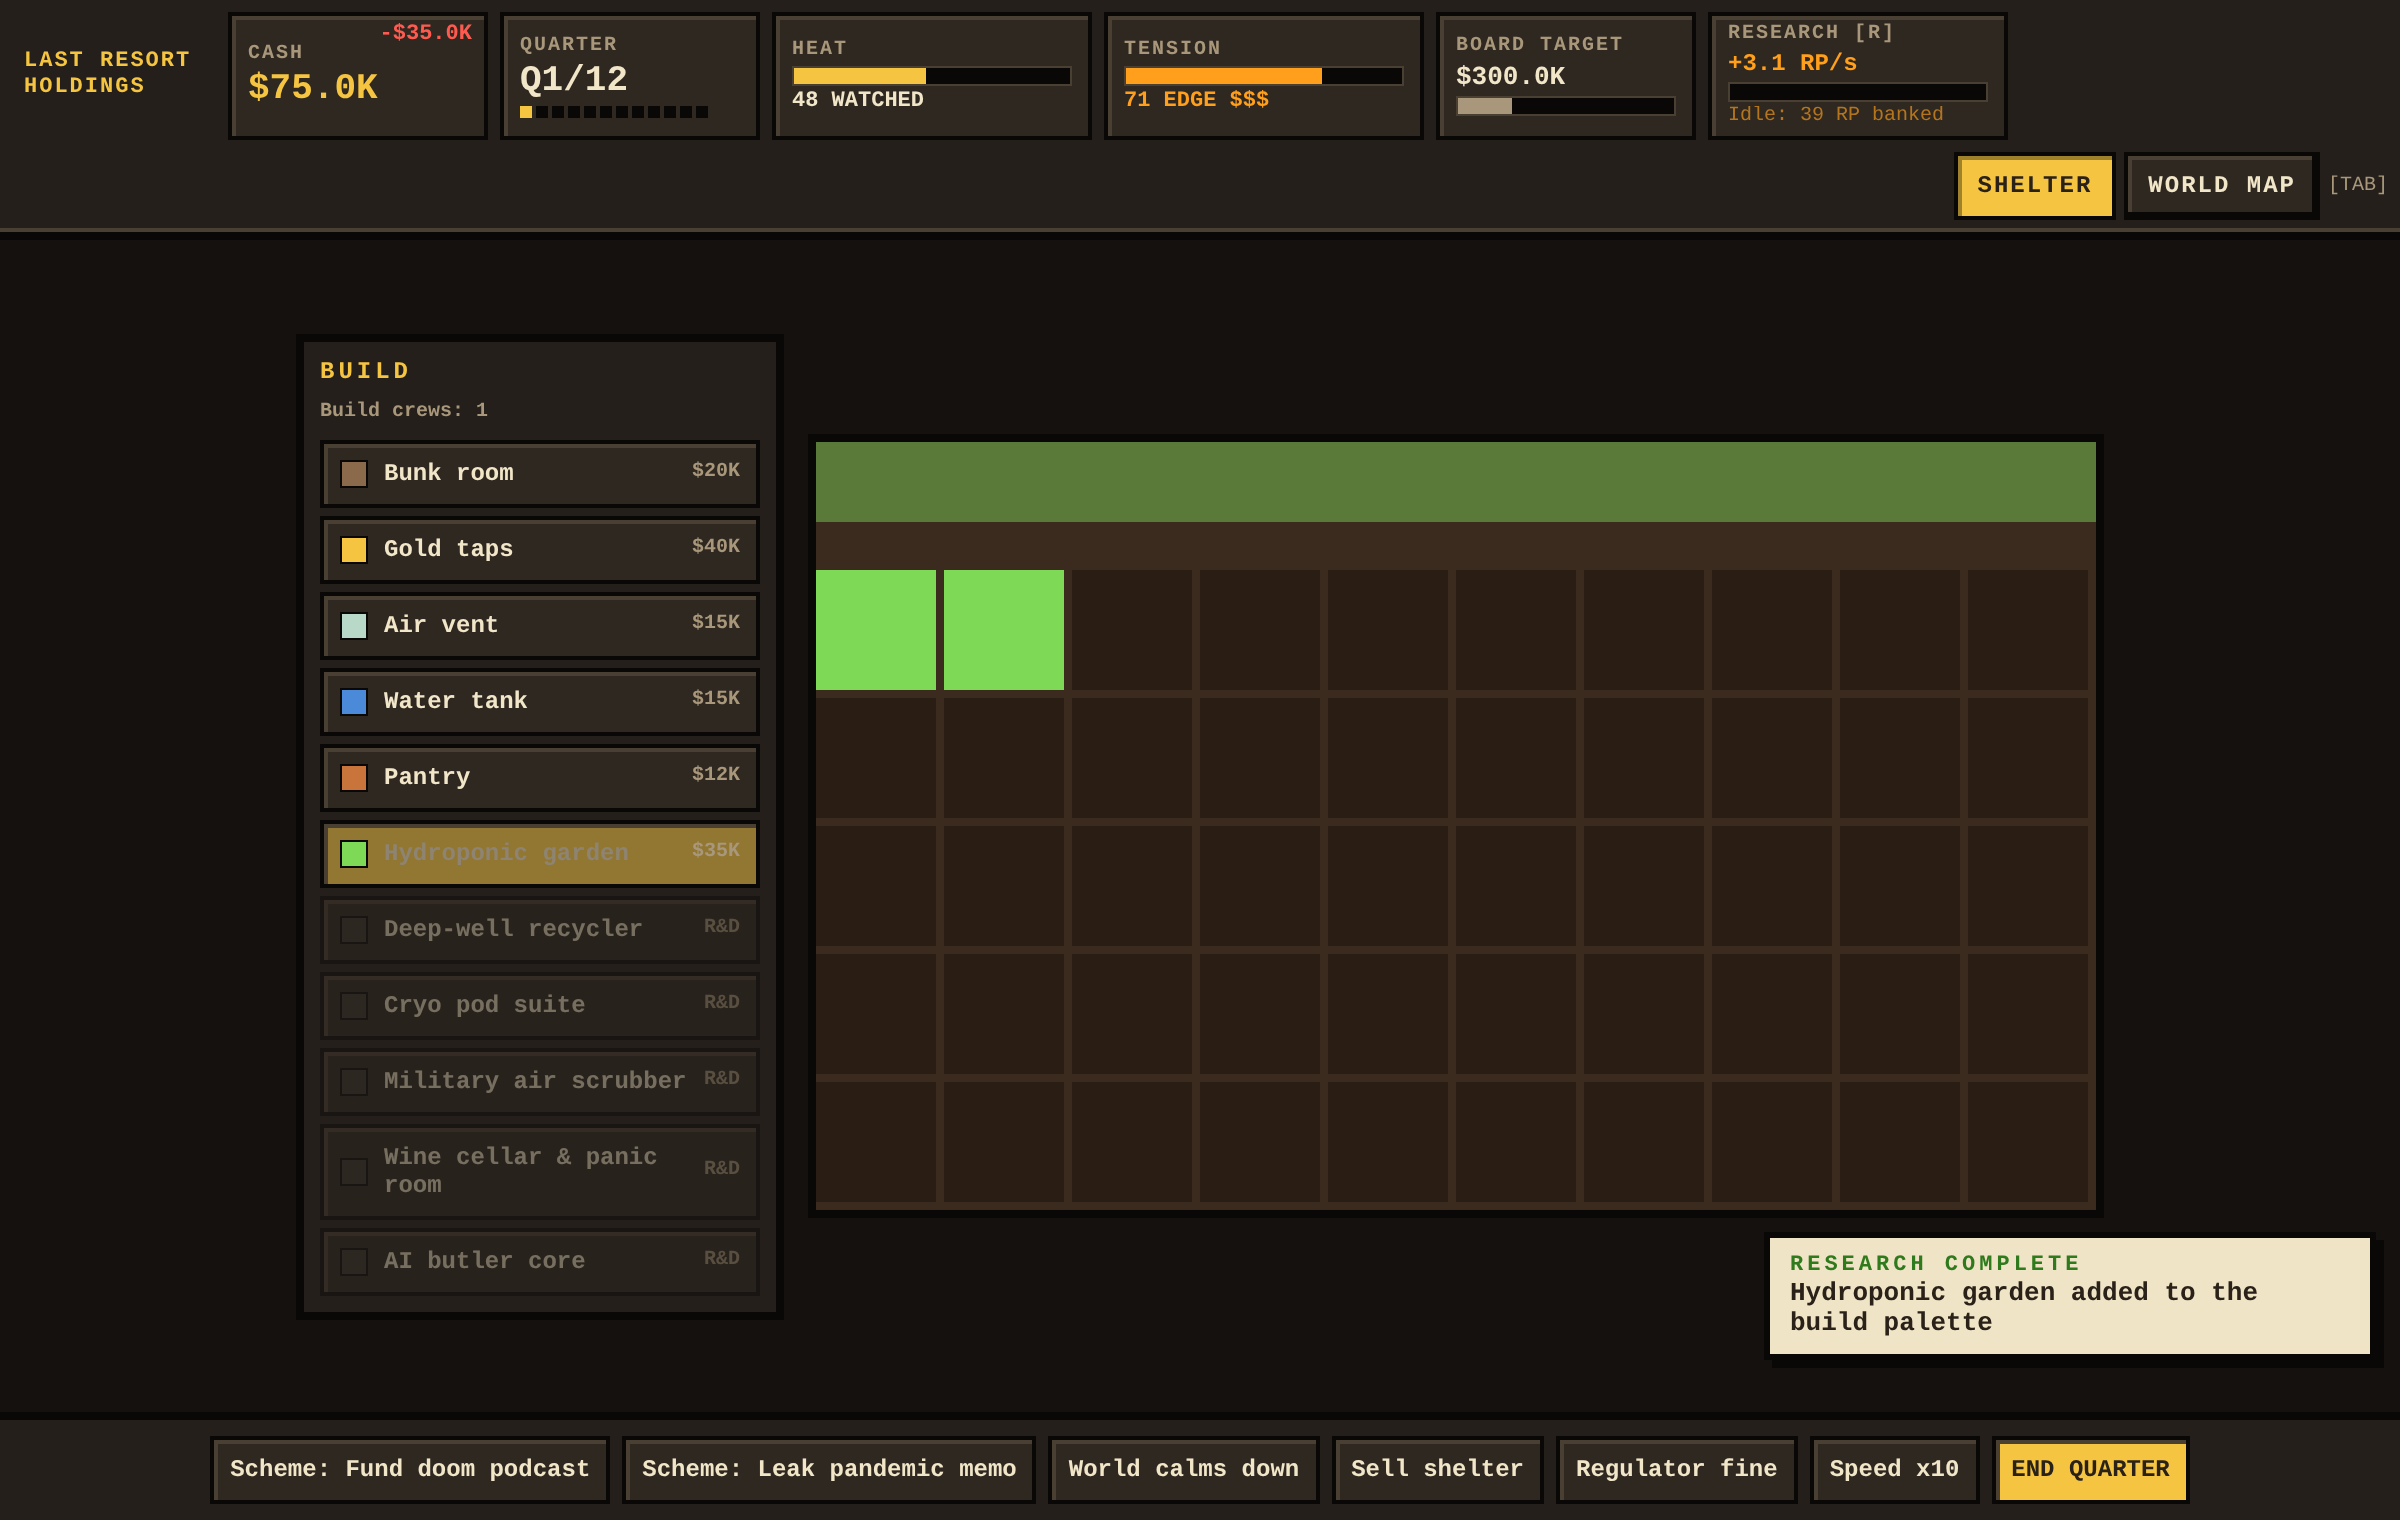 LAST RESORT
HOLDINGS
-$35.0K
CASH
$75.0K
QUARTER
Q1/12
HEAT
48 WATCHED
TENSION
71 EDGE $$$
BOARD TARGET
$300.0K
RESEARCH [R]
+3.1 RP/s
Idle: 39 RP banked
SHELTER
WORLD MAP
[TAB]
BUILD
Build crews: 1
Bunk room $20K
Gold taps $40K
Air vent $15K
Water tank $15K
Pantry $12K
Hydroponic garden $35K
Deep-well recycler R&D
Cryo pod suite R&D
Military air scrubber R&D
Wine cellar & panic
room R&D
AI butler core R&D
RESEARCH COMPLETE
Hydroponic garden added to the
build palette
Scheme: Fund doom podcast
Scheme: Leak pandemic memo
World calms down
Sell shelter
Regulator fine
Speed x10
END QUARTER